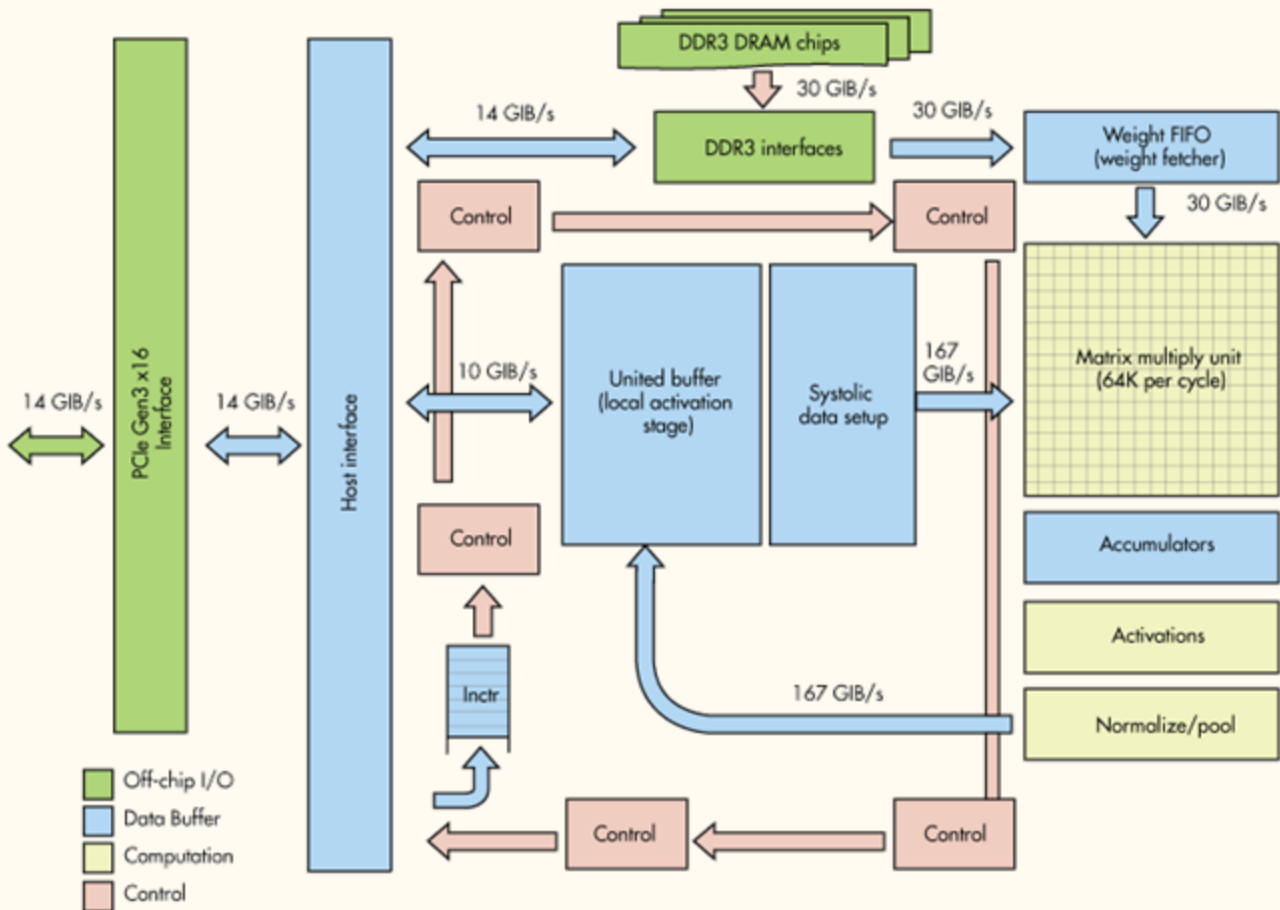 DDR3 DRAM chips
30 GIB/s
14 GIB/s
30 GIB/s
DDR3 interfaces
Weight FIFO
(weight fetcher)
Control
Control
30 GIB/s
PCIe Gen3 x16
Interface
Host interface
14 GIB/s
14 GIB/s
10 GIB/s
United buffer
(local activation
stage)
Systolic
data setup
167
GIB/s
Matrix multiply unit
(64K per cycle)
Control
Accumulators
Activations
Inctr
167 GIB/s
Normalize/pool
Control
Control
Off-chip I/O
Data Buffer
Computation
Control